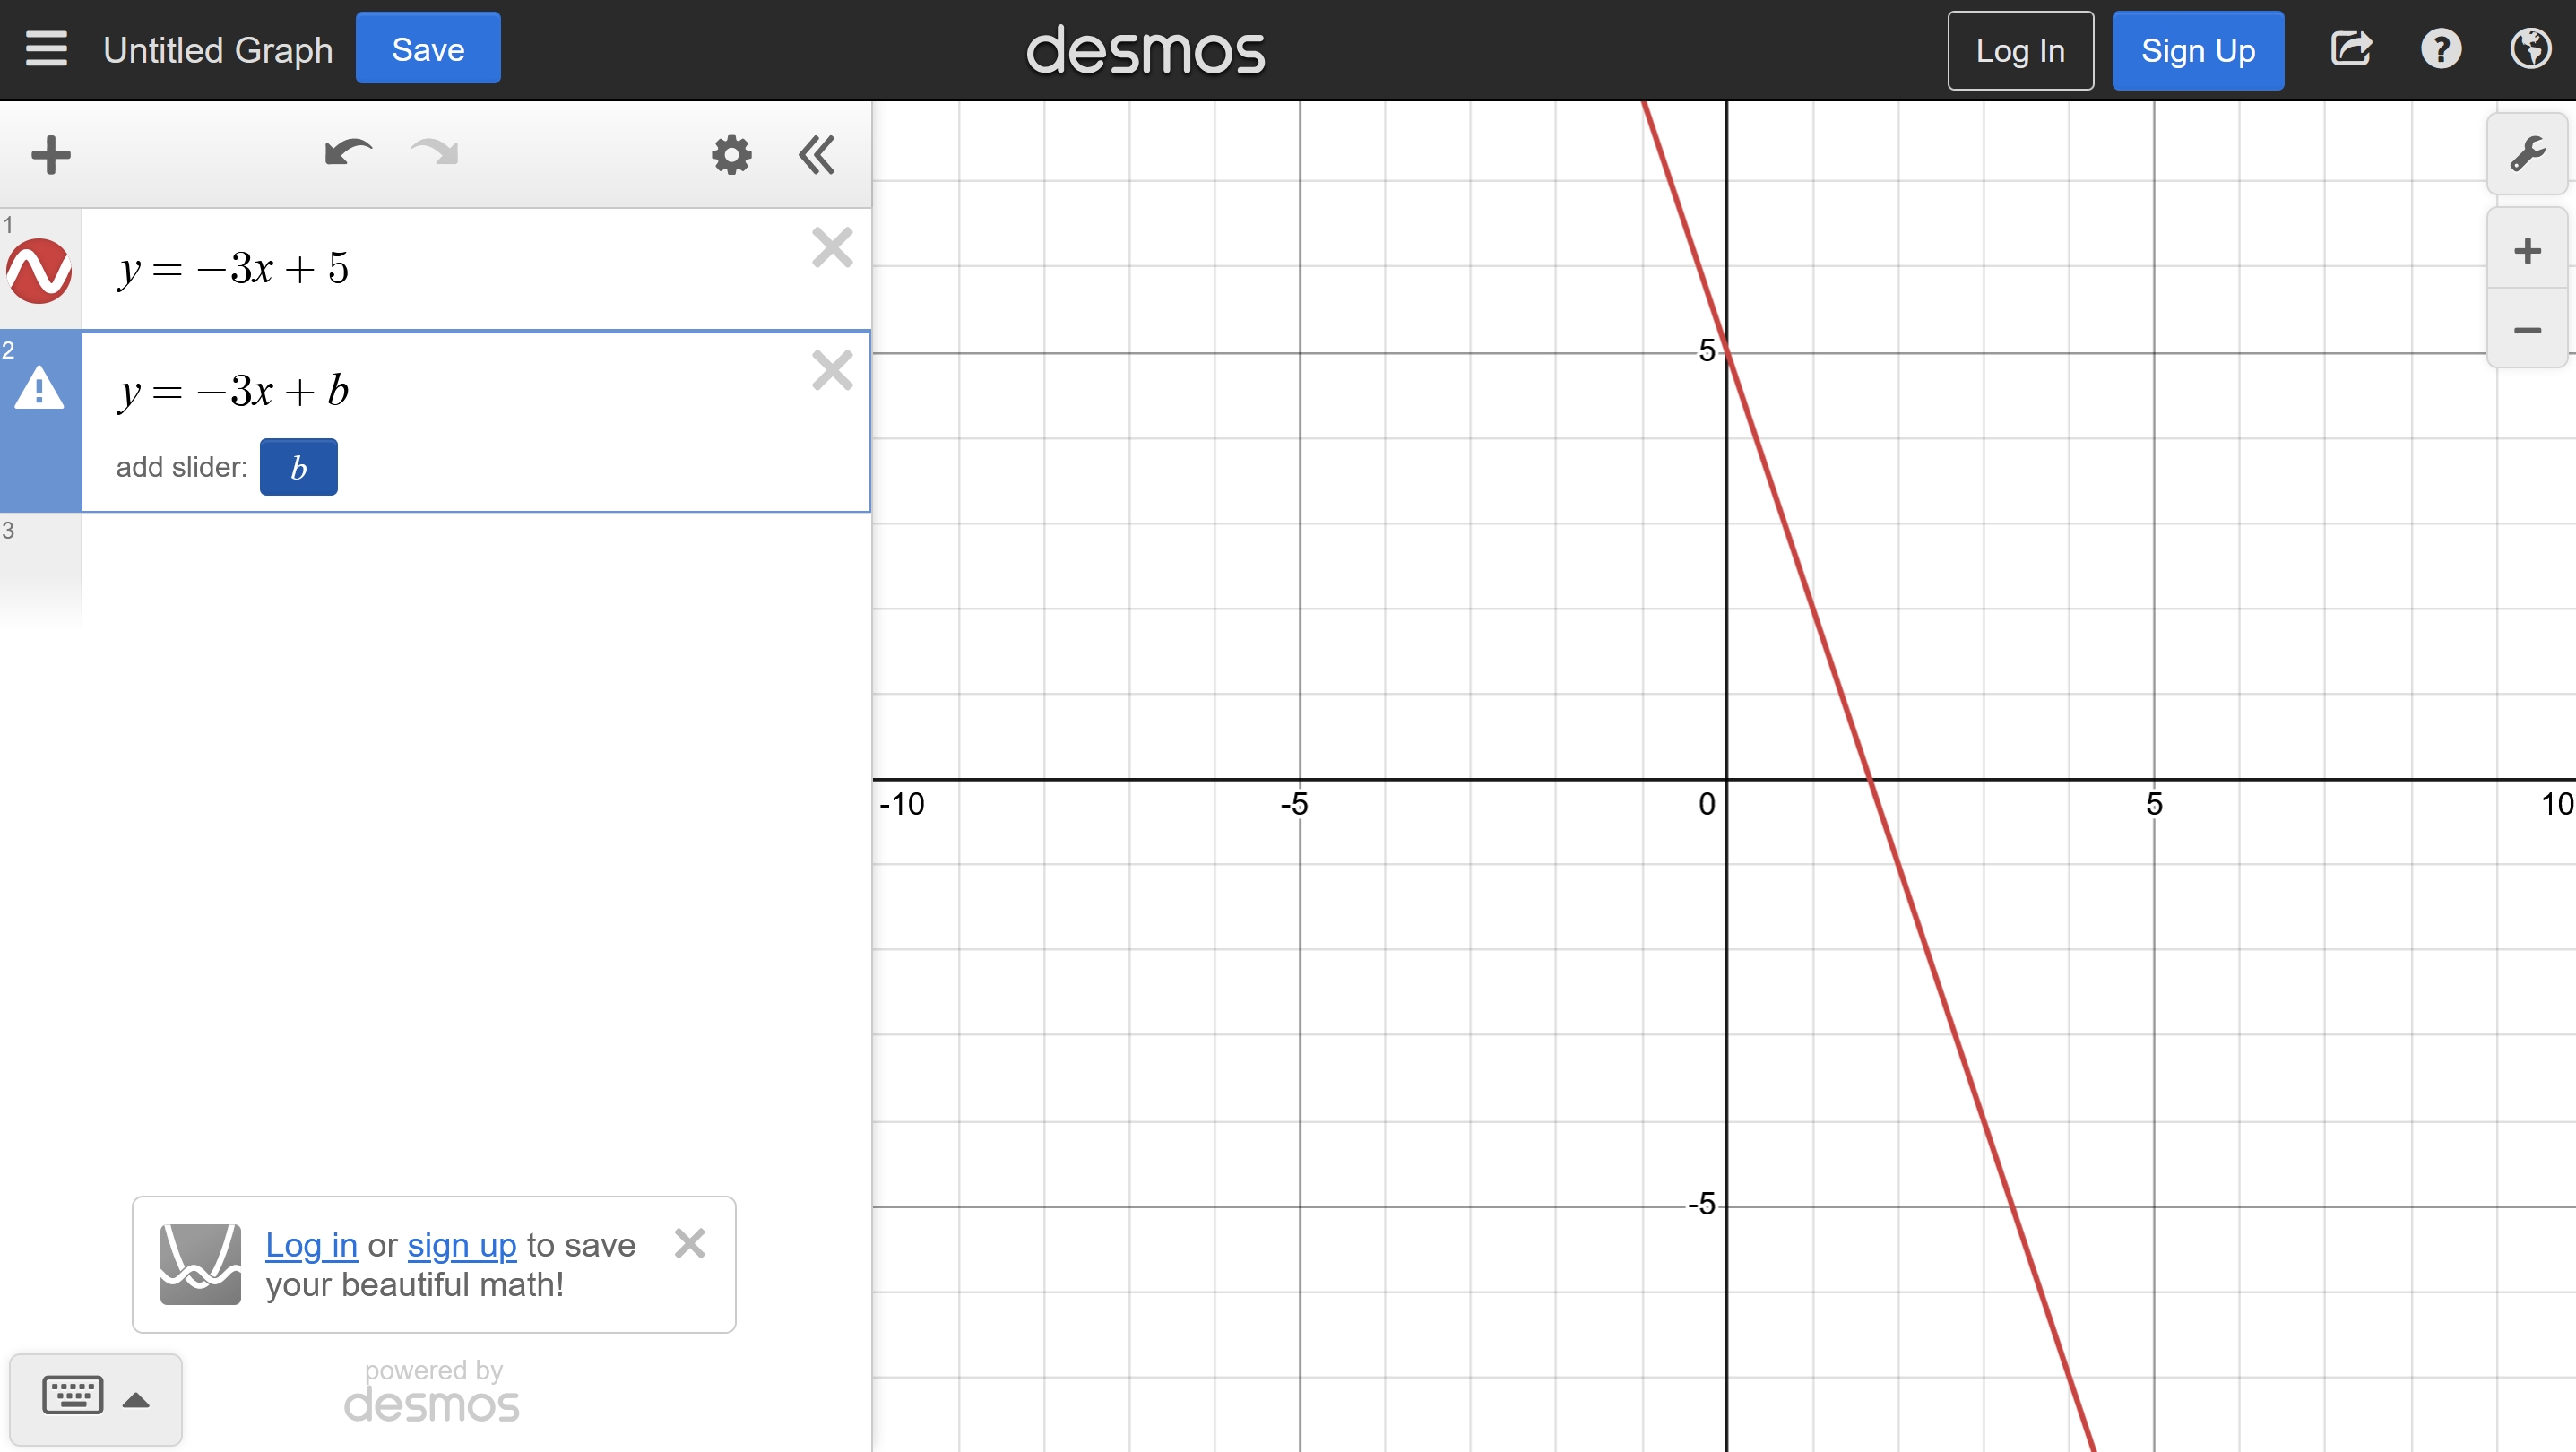 Untitled Graph Save desmos Log In Sign Up ?
1
y = −3x + 5
2
y = −3x + b
add slider: b
3
5
-10 -5 0 5 10
-5
Log in or sign up to save
your beautiful math!
powered by
desmos